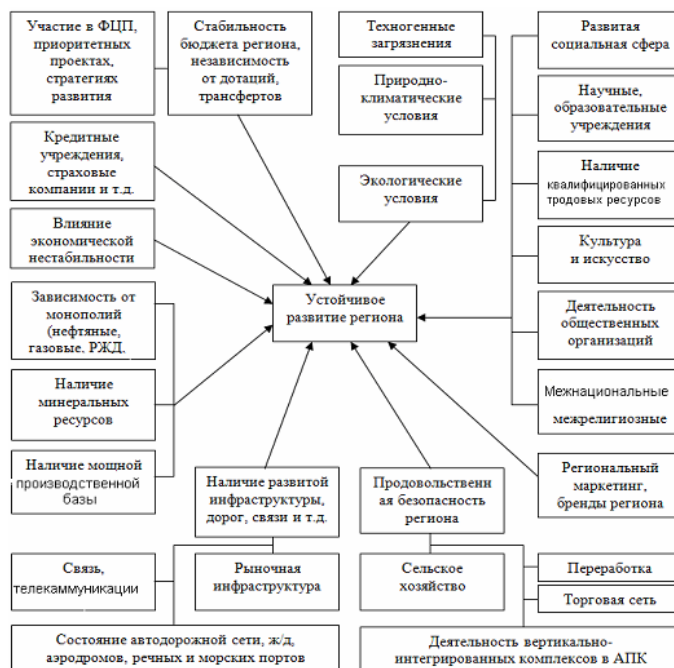 Участие в ФЦП,
приоритетных
проектах,
стратегиях
развития
Стабильность
бюджета региона,
независимость
от дотаций,
трансфертов
Техногенные
загрязнения
Развитая
социальная сфера
Природно-
климатические
условия
Научные,
образовательные
учреждения
Кредитные
учреждения,
страховые
компании и т.д.
Экологические
условия
Наличие
квалифицированных
тродовых ресурсов
Влияние
экономической
нестабильности
Культура
и искусство
Зависимость от
монополий
(нефтяные,
газовые. РЖД.
Устойчивое
развитие региона
Деятельность
общественных
организаций
Наличие
минеральных
ресурсов
Межнациональные
межрелигиозные
Наличие мощной
производственной
базы
Наличие развитой
инфраструктуры,
дорог, связи и т.д.
Продовольственн
ая безопасность
региона
Региональный
маркетинг,
бренды региона
Связь,
телекаммуникации
Рыночная
инфраструктура
Сельское
хозяйство
Переработка
Торговая сеть
Состояние автодорожной сети, ж/д,
аэродромов, речных и морских портов
Деятельность вертикально-
интегрированных комплексов в АПК